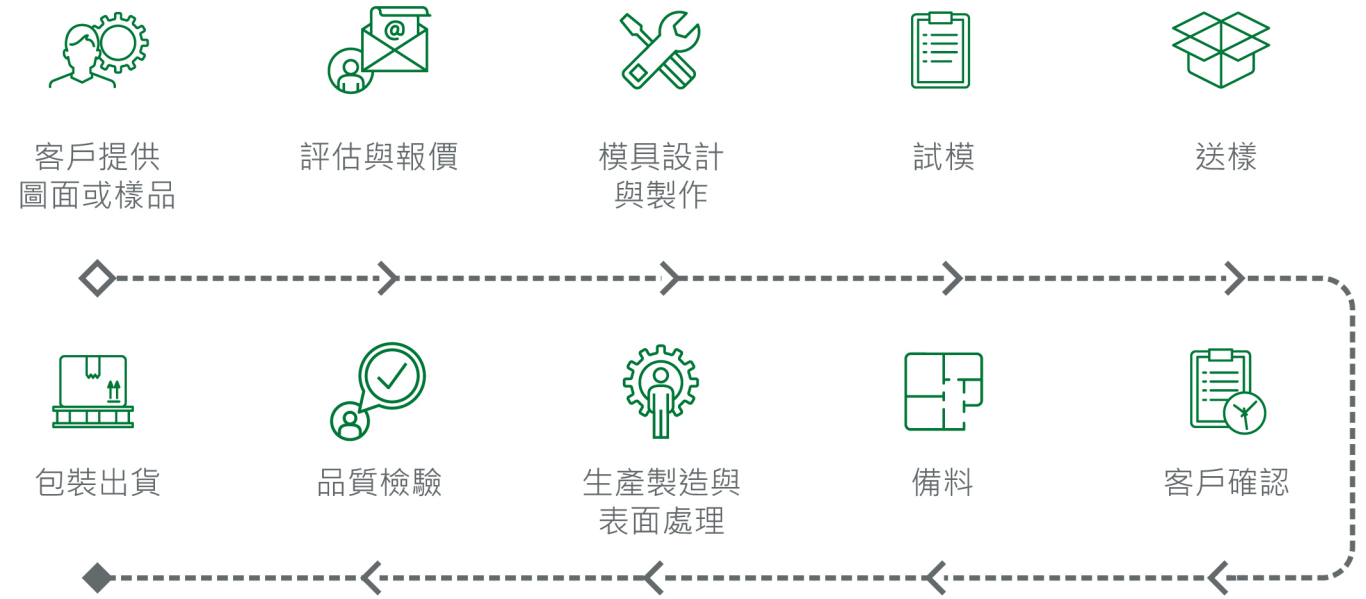 客戶提供
圖面或樣品
評估與報價
模具設計
與製作
試模
送樣
@
客戶確認
備料
生產製造與
表面處理
品質檢驗
包裝出貨